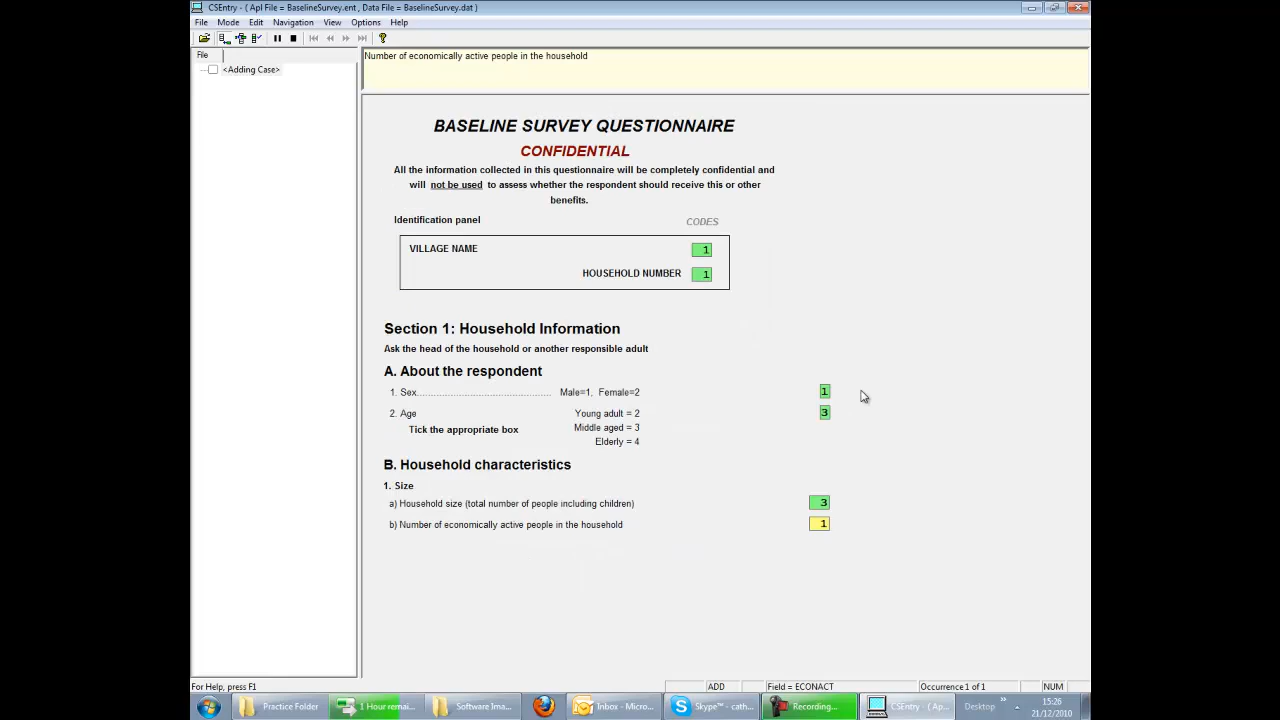 CSEntry - ( Apl File = BaselineSurvey.ent , Data File = BaselineSurvey.dat )
File Mode Edit Navigation View Options Help
File
<Adding Case>
Number of economically active people in the household
BASELINE SURVEY QUESTIONNAIRE
CONFIDENTIAL
All the information collected in this questionnaire will be completely confidential and
will not be used to assess whether the respondent should receive this or other
benefits.
Identification panel CODES
VILLAGE NAME 1
HOUSEHOLD NUMBER 1
Section 1: Household Information
Ask the head of the household or another responsible adult
A. About the respondent
1. Sex................................................ Male=1, Female=2 1
2. Age Young adult = 2 3
Tick the appropriate box Middle aged = 3
Elderly = 4
B. Household characteristics
1. Size
a) Household size (total number of people including children) 3
b) Number of economically active people in the household 1
For Help, press F1 ADD Field = ECONACT Occurrence 1 of 1 NUM
Practice Folder 1 Hour remai... Software Ima... Inbox - Micro... Skype™ - cath... Recording... CSEntry - ( Ap... Desktop » 15:26
21/12/2010